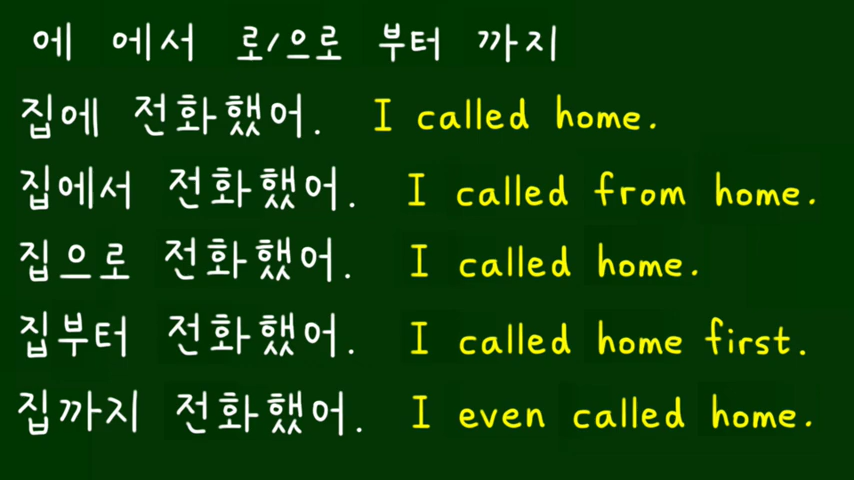 에 에서 로/으로 부터 까지
집에 전화했어. I called home.
집에서 전화했어. I called from home.
집으로 전화했어. I called home.
집부터 전화했어. I called home first.
집까지 전화했어. I even called home.